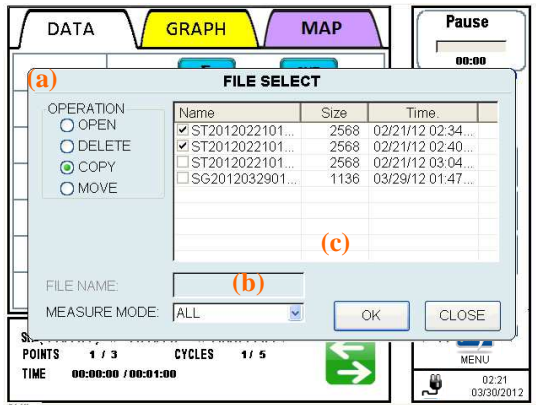 DATA GRAPH MAP
Pause
00:00
(a)
FILE SELECT
OPERATION
OPEN
DELETE
COPY
MOVE
Name Size Time.
ST2012022101... 2568 02/21/12 02:34...
ST2012022101... 2568 02/21/12 02:40...
ST2012022101... 2568 02/21/12 03:04...
SG2012032901... 1136 03/29/12 01:47...
(c)
FILE NAME:
(b)
MEASURE MODE: ALL
OK CLOSE
POINTS 1 / 3 CYCLES 1 / 5
TIME 00:00:00 / 00:01:00
MENU
02:21
03/30/2012